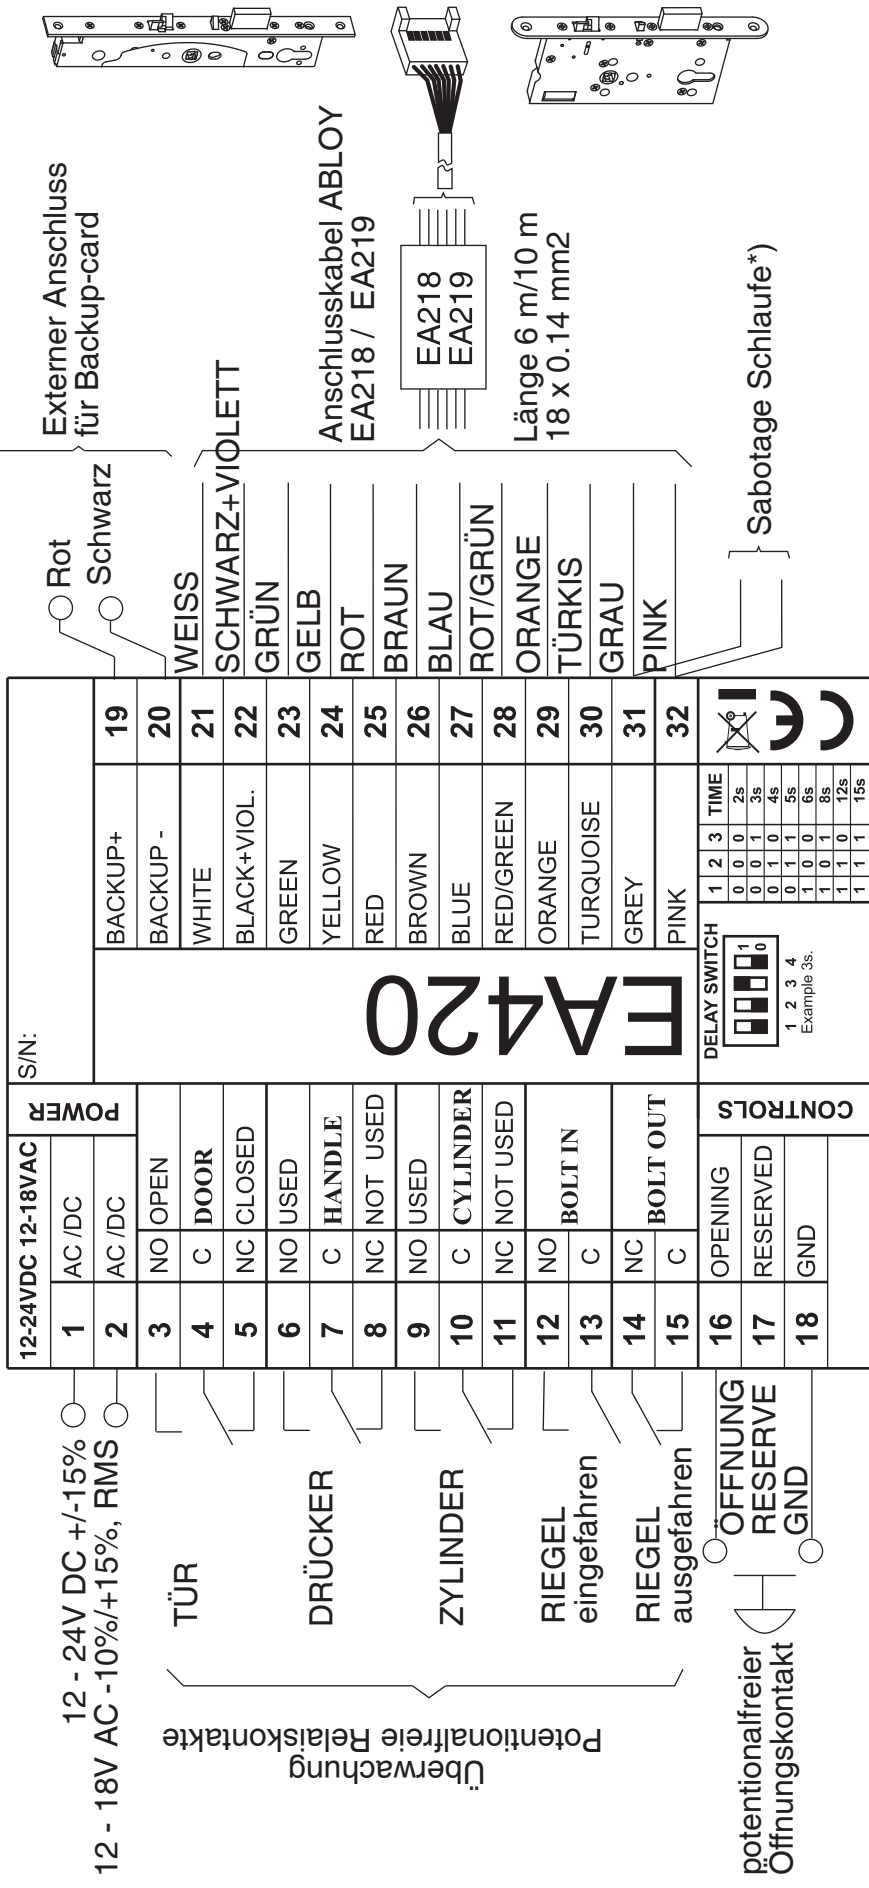 12 - 24V DC +/-15%
12 - 18V AC -10%/+15%, RMS
Überwachung
Potentialfreie Relaiskontakte
TÜR
DRÜCKER
ZYLINDER
RIEGEL
eingefahren
RIEGEL
ausgefahren
ÖFFNUNG
RESERVE
GND
potentionalfreier
Öffnungskontakt
12-24VDC 12-18VAC
POWER
S/N:
1 AC /DC
2 AC /DC
3 NO OPEN
4 C DOOR
5 NC CLOSED
6 NO USED
7 C HANDLE
8 NC NOT USED
9 NO USED
10 C CYLINDER
11 NC NOT USED
12 NO
BOLT IN
13 C
14 NC
BOLT OUT
15 C
16 OPENING
17 RESERVED
18 GND
CONTROLS
EA420
BACKUP+ 19
BACKUP - 20
WHITE 21
BLACK+VIOL. 22
GREEN 23
YELLOW 24
RED 25
BROWN 26
BLUE 27
RED/GREEN 28
ORANGE 29
TURQUOISE 30
GREY 31
PINK 32
DELAY SWITCH
1
0
1 2 3 4
Example 3s.
1 2 3 TIME
0 0 0 2s
0 0 1 3s
0 1 0 4s
0 1 1 5s
1 0 0 6s
1 0 1 8s
1 1 0 12s
1 1 1 15s
CE
Rot
Schwarz
Externer Anschluss
für Backup-card
WEISS
SCHWARZ+VIOLETT
GRÜN
GELB
ROT
BRAUN
BLAU
ROT/GRÜN
ORANGE
TÜRKIS
GRAU
PINK
Anschlusskabel ABLOY
EA218 / EA219
EA218
EA219
Länge 6 m/10 m
18 x 0.14 mm2
Sabotage Schlaufe*)